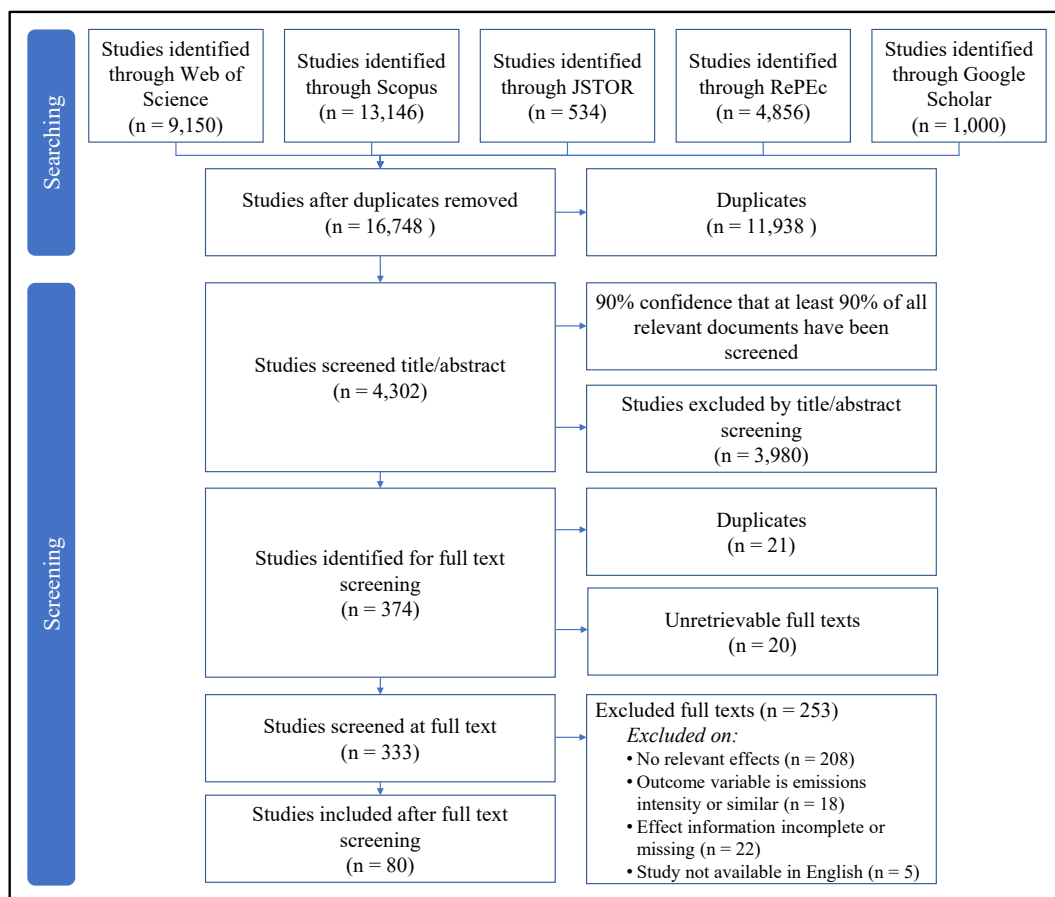 Searching
Studies identified
through Web of
Science
(n = 9,150)
Studies identified
through Scopus
(n = 13,146)
Studies identified
through JSTOR
(n = 534)
Studies identified
through RePEc
(n = 4,856)
Studies identified
through Google
Scholar
(n = 1,000)
Studies after duplicates removed
(n = 16,748 )
Duplicates
(n = 11,938 )
Screening
Studies screened title/abstract
(n = 4,302)
90% confidence that at least 90% of all
relevant documents have been
screened
Studies excluded by title/abstract
screening
(n = 3,980)
Studies identified for full text
screening
(n = 374)
Duplicates
(n = 21)
Unretrievable full texts
(n = 20)
Studies screened at full text
(n = 333)
Excluded full texts (n = 253)
Excluded on:
• No relevant effects (n = 208)
• Outcome variable is emissions
intensity or similar (n = 18)
• Effect information incomplete or
missing (n = 22)
• Study not available in English (n = 5)
Studies included after full text
screening
(n = 80)